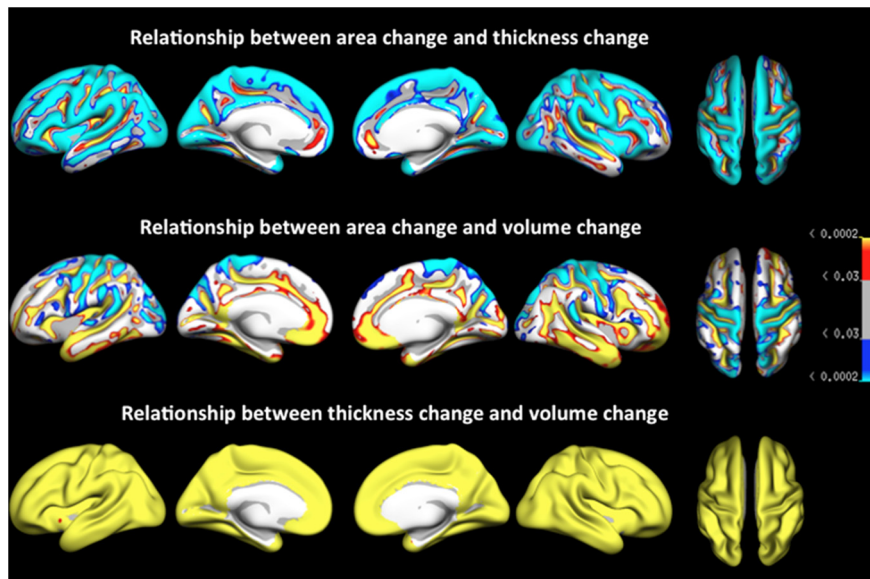 Relationship between area change and thickness change
Relationship between area change and volume change
< 0.0002
< 0.03
< 0.03
< 0.0002
Relationship between thickness change and volume change